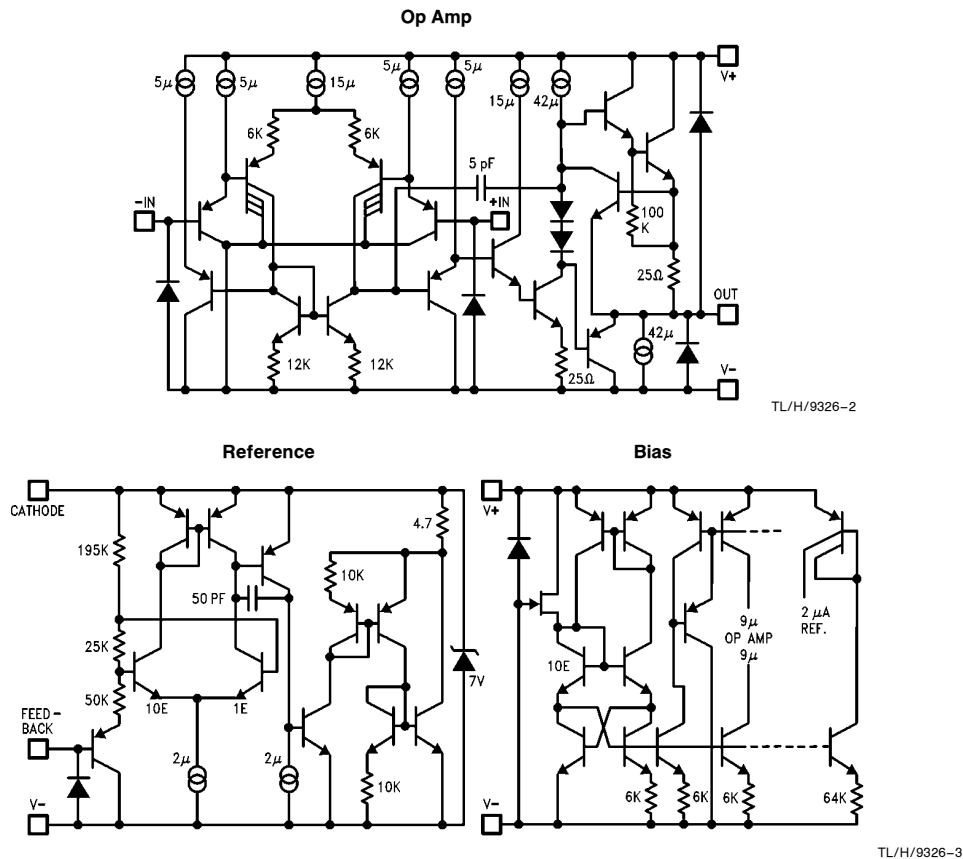 Op Amp
5μ 5μ 15μ 5μ 5μ 15μ 42μ V+
6K 6K
5 pF
-IN +IN
100 K
25Ω
OUT
42μ
12K 12K
25Ω
V-
TL/H/9326-2
Reference
CATHODE
195K
4.7
10K
50 PF
25K
7V
10E 1E
50K
FEED-
BACK
2μ 2μ
10K
V-
Bias
V+
2 μA
REF.
9μ
OP AMP
9μ
10E
6K 6K 6K 64K
V-
TL/H/9326-3